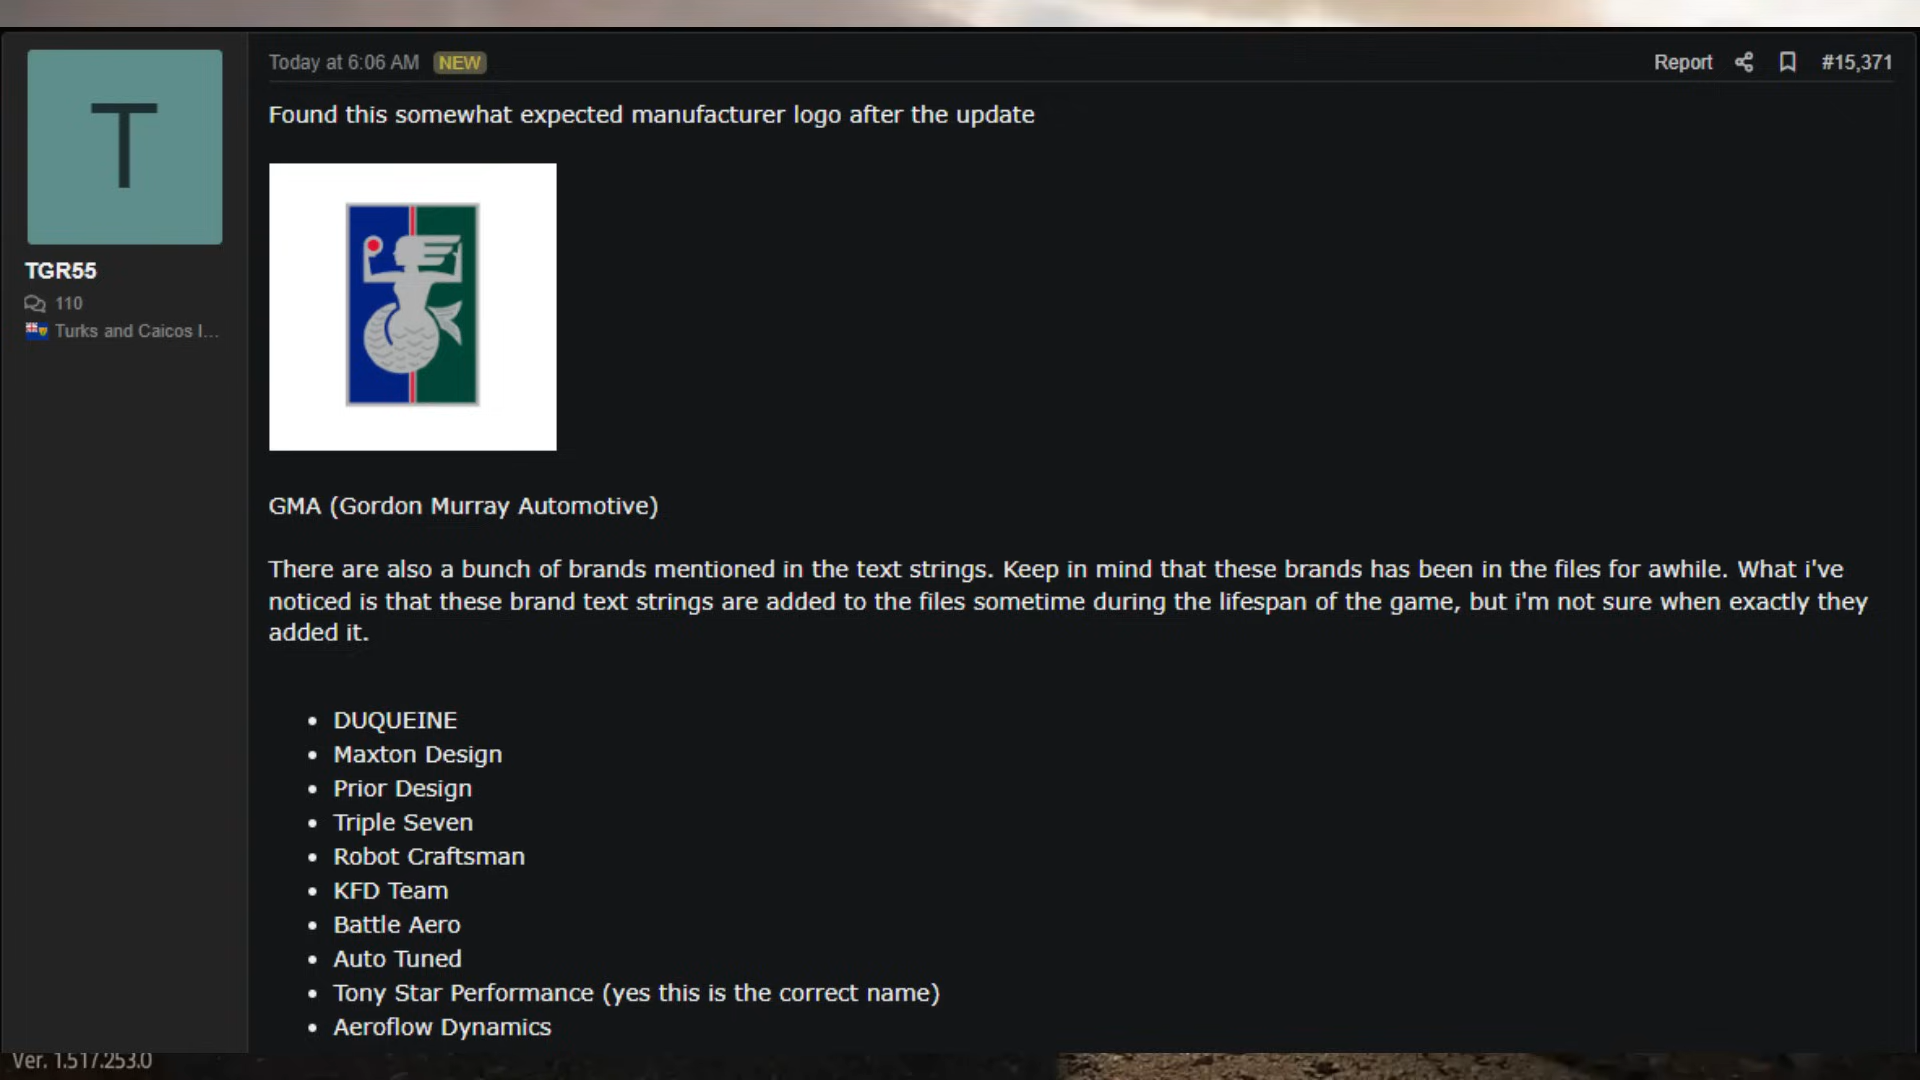 Today at 6:06 AM NEW
Report #15,371
T
TGR55
110
Turks and Caicos I...
Found this somewhat expected manufacturer logo after the update
GMA (Gordon Murray Automotive)
There are also a bunch of brands mentioned in the text strings. Keep in mind that these brands has been in the files for awhile. What i've
noticed is that these brand text strings are added to the files sometime during the lifespan of the game, but i'm not sure when exactly they
added it.
• DUQUEINE
• Maxton Design
• Prior Design
• Triple Seven
• Robot Craftsman
• KFD Team
• Battle Aero
• Auto Tuned
• Tony Star Performance (yes this is the correct name)
• Aeroflow Dynamics
Ver. 1.517.253.0